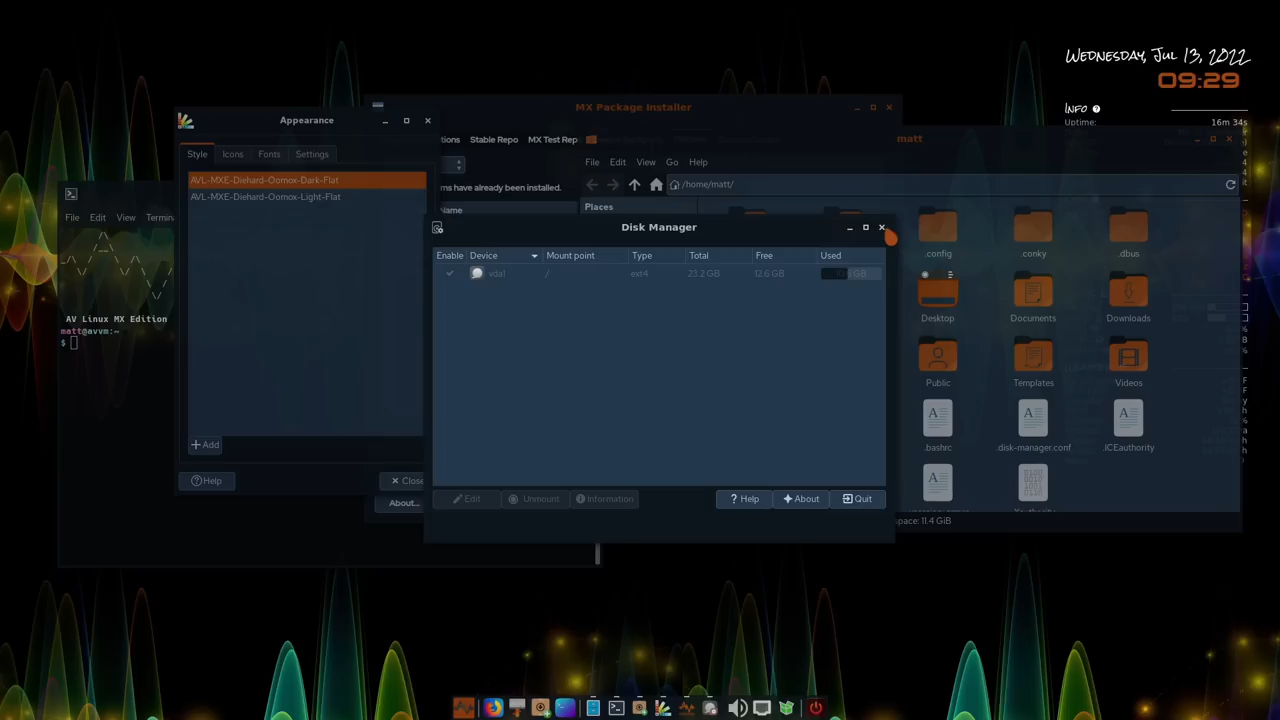 Wednesday, Jul 13, 2022
09:29
Info ?
Uptime: 16m 34s
MX Package Installer
Stable Repo MX Test Rep
ms have already been installed.
Name
Appearance
Style Icons Fonts Settings
AVL-MXE-Diehard-Oomox-Dark-Flat
AVL-MXE-Diehard-Oomox-Light-Flat
Add
Help
Close
About...
File Edit View
AV Linux MX Edition
matt@avvm:~
$
matt
File Edit View Go Help
/home/matt/
Places
.config .conky .dbus
Desktop Documents Downloads
Public Templates Videos
.bashrc .disk-manager.conf .ICEauthority
space: 11.4 GiB
Disk Manager
Enable Device Mount point Type Total Free Used
vda1 / ext4 23.2 GB 12.6 GB
Edit Unmount Information
? Help About Quit